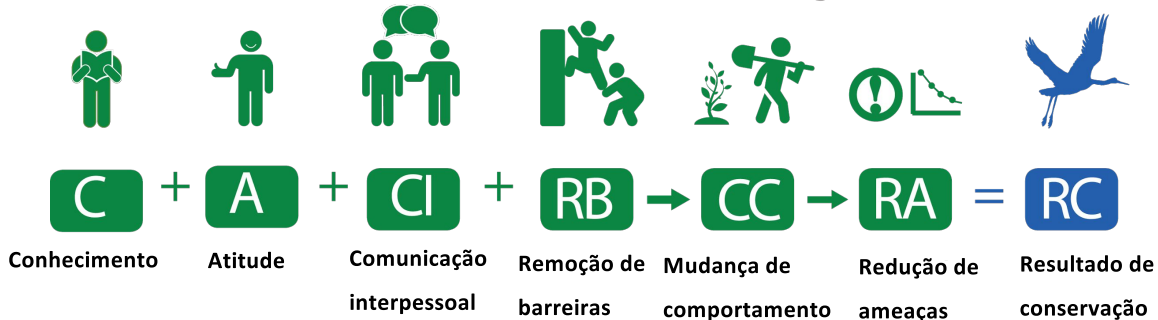 C + A + CI + RB → CC → RA = RC
Conhecimento
Atitude
Comunicação
interpessoal
Remoção de
barreiras
Mudança de
comportamento
Redução de
ameaças
Resultado de
conservação